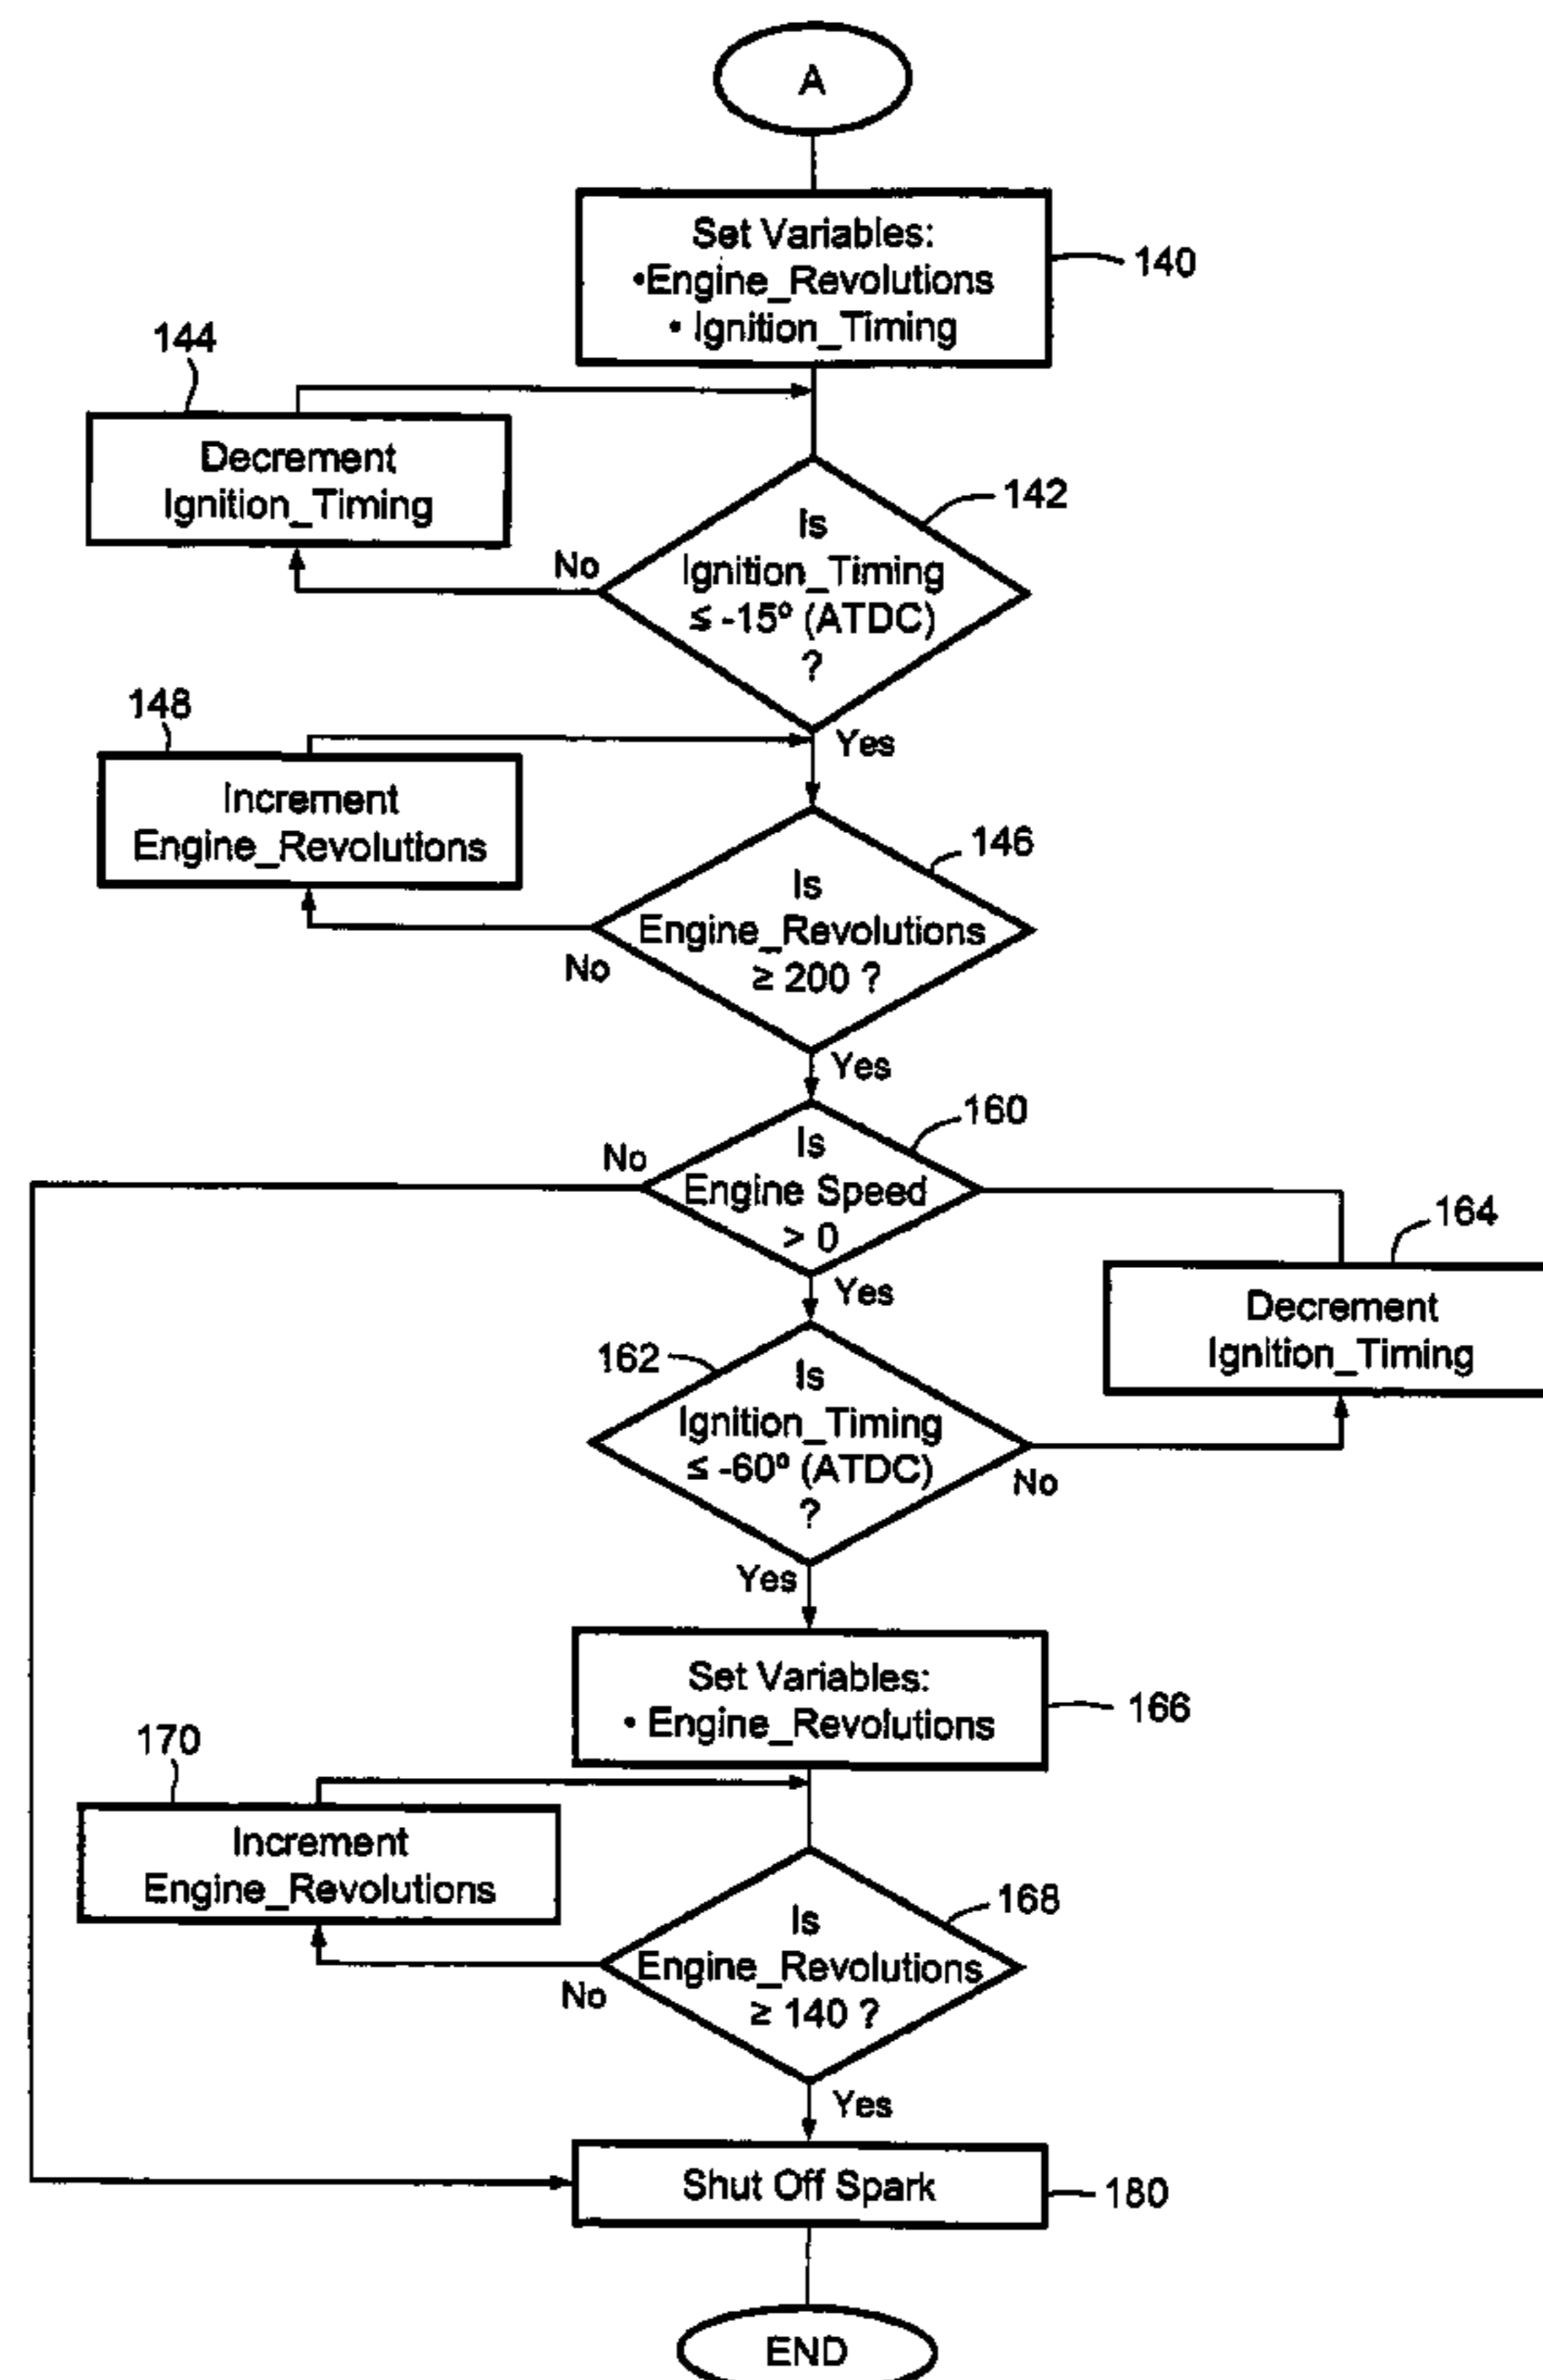 A
Set Variables:
•Engine_Revolutions
• Ignition_Timing
140
144
Decrement
Ignition_Timing
142
Is
Ignition_Timing
≤ -15º (ATDC)
?
No
Yes
148
Increment
Engine_Revolutions
146
Is
Engine_Revolutions
≥ 200 ?
No
Yes
160
Is
Engine Speed
> 0
No
Yes
164
Decrement
Ignition_Timing
162
Is
Ignition_Timing
≤ -60º (ATDC)
?
No
Yes
Set Variables:
• Engine_Revolutions
166
170
Increment
Engine_Revolutions
168
Is
Engine_Revolutions
≥ 140 ?
No
Yes
Shut Off Spark
180
END